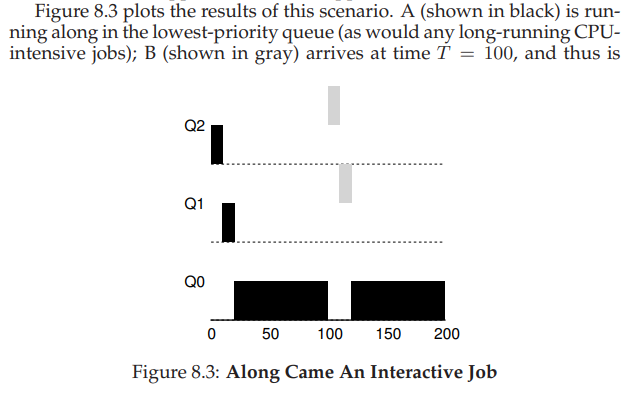 Figure 8.3 plots the results of this scenario. A (shown in black) is run-
ning along in the lowest-priority queue (as would any long-running CPU-
intensive jobs); B (shown in gray) arrives at time T = 100, and thus is
Q2
Q1
Q0
0 50 100 150 200
Figure 8.3: Along Came An Interactive Job